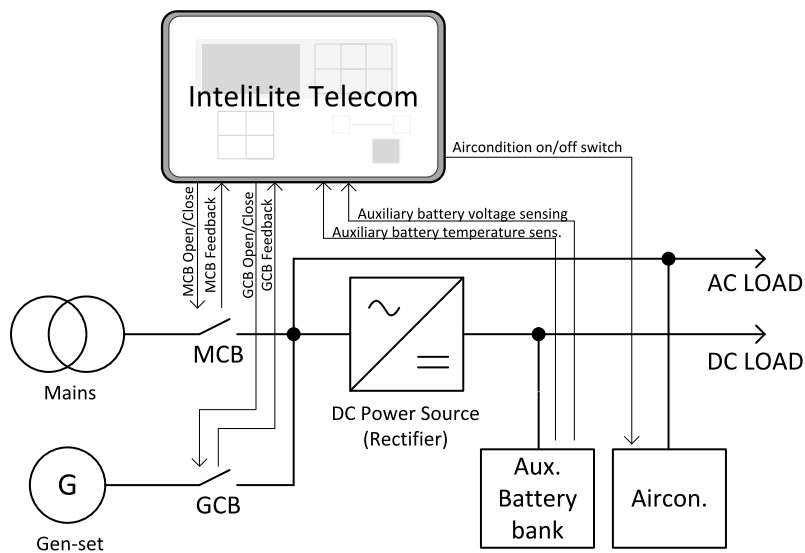 InteliLite Telecom
Aircondition on/off switch
MCB Open/Close
MCB Feedback
GCB Open/Close
GCB Feedback
Auxiliary battery voltage sensing
Auxiliary battery temperature sens.
AC LOAD
MCB
DC LOAD
Mains
DC Power Source
(Rectifier)
G
GCB
Gen-set
Aux.
Battery
bank
Aircon.